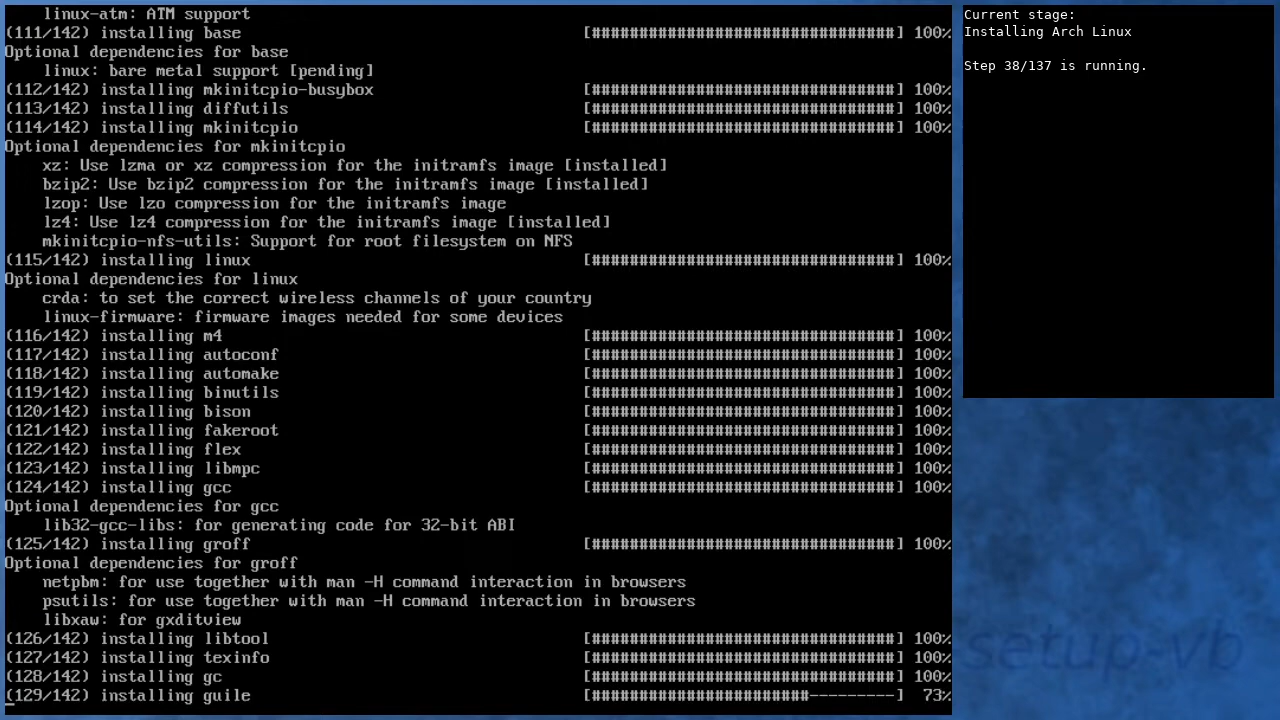 linux-atm: ATM support
(111/142) installing base [################################] 100%
Optional dependencies for base
linux: bare metal support [pending]
(112/142) installing mkinitcpio-busybox [################################] 100%
(113/142) installing diffutils [################################] 100%
(114/142) installing mkinitcpio [################################] 100%
Optional dependencies for mkinitcpio
xz: Use lzma or xz compression for the initramfs image [installed]
bzip2: Use bzip2 compression for the initramfs image [installed]
lzop: Use lzo compression for the initramfs image
lz4: Use lz4 compression for the initramfs image [installed]
mkinitcpio-nfs-utils: Support for root filesystem on NFS
(115/142) installing linux [################################] 100%
Optional dependencies for linux
crda: to set the correct wireless channels of your country
linux-firmware: firmware images needed for some devices
(116/142) installing m4 [################################] 100%
(117/142) installing autoconf [################################] 100%
(118/142) installing automake [################################] 100%
(119/142) installing binutils [################################] 100%
(120/142) installing bison [################################] 100%
(121/142) installing fakeroot [################################] 100%
(122/142) installing flex [################################] 100%
(123/142) installing libmpc [################################] 100%
(124/142) installing gcc [################################] 100%
Optional dependencies for gcc
lib32-gcc-libs: for generating code for 32-bit ABI
(125/142) installing groff [################################] 100%
Optional dependencies for groff
netpbm: for use together with man -H command interaction in browsers
psutils: for use together with man -H command interaction in browsers
libxaw: for gxditview
(126/142) installing libtool [################################] 100%
(127/142) installing texinfo [################################] 100%
(128/142) installing gc [################################] 100%
(129/142) installing guile [#######################---------] 73%
Current stage:
Installing Arch Linux
Step 38/137 is running.
setup-vb